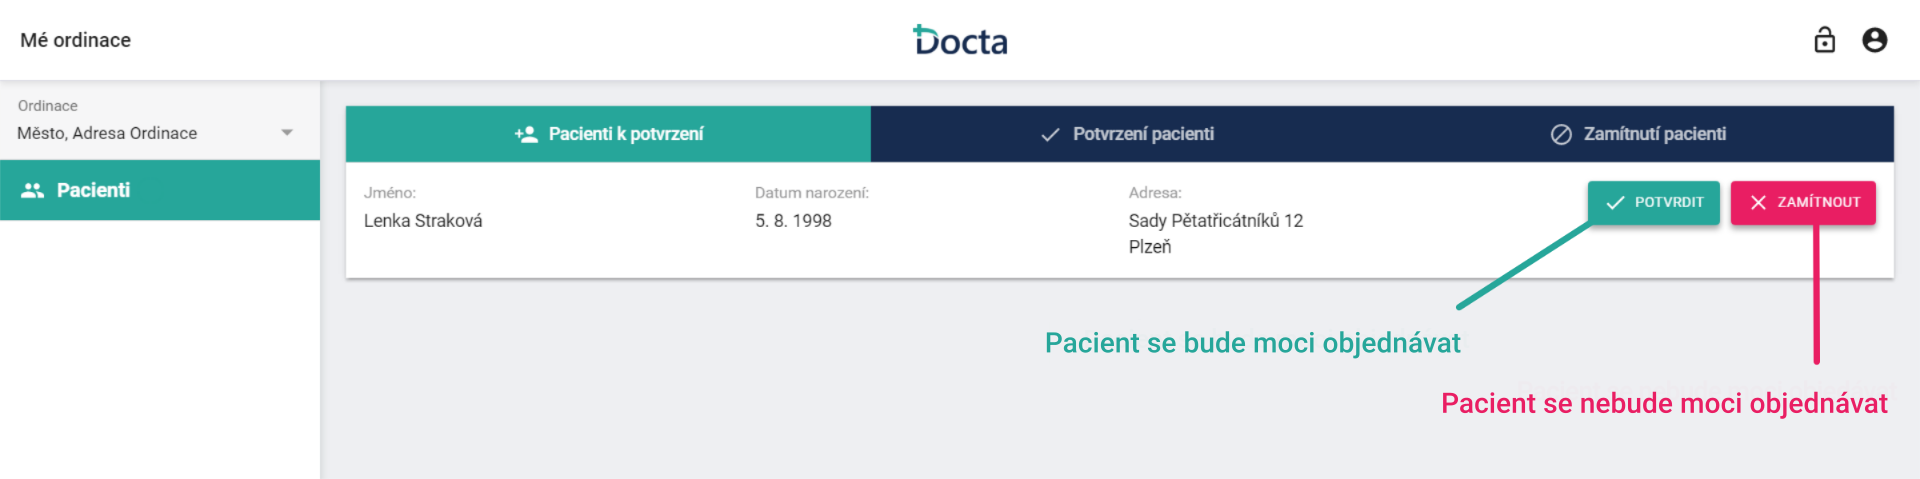 Mé ordinace
Docta
Ordinace
Město, Adresa Ordinace
Pacienti
Pacienti k potvrzení
Potvrzení pacienti
Zamítnutí pacienti
Jméno:
Lenka Straková
Datum narození:
5. 8. 1998
Adresa:
Sady Pětatřicátníků 12
Plzeň
POTVRDIT
ZAMÍTNOUT
Pacient se bude moci objednávat
Pacient se nebude moci objednávat